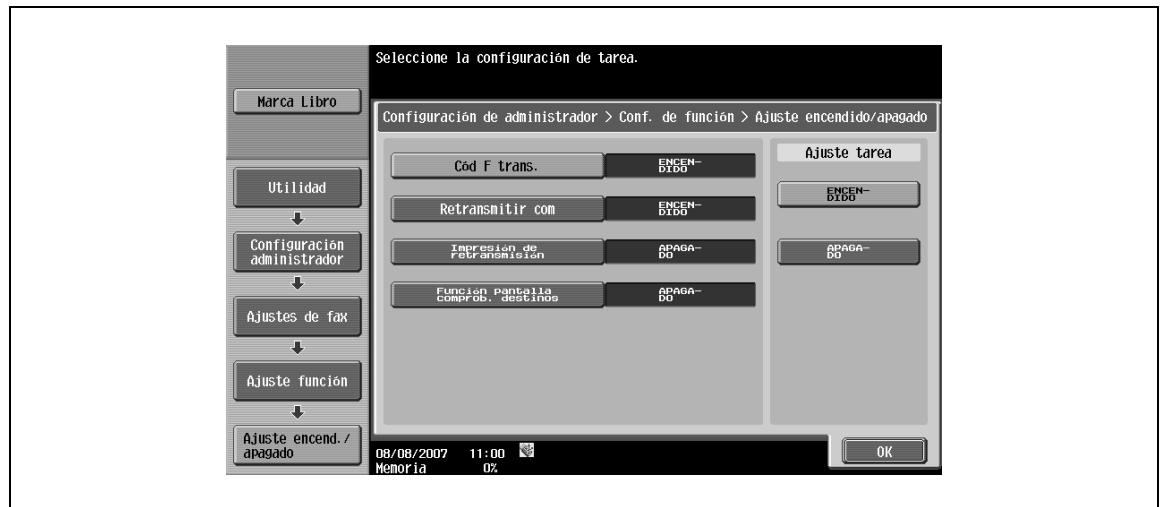 Seleccione la configuración de tarea.
Marca Libro
Configuración de administrador > Conf. de función > Ajuste encendido/apagado
Cód F trans.
ENCEN-
DIDO
Retransmitir com
ENCEN-
DIDO
Impresión de
retransmisión
APAGA-
DO
Función pantalla
comprob. destinos
APAGA-
DO
Ajuste tarea
ENCEN-
DIDO
APAGA-
DO
Utilidad
Configuración
administrador
Ajustes de fax
Ajuste función
Ajuste encend./
apagado
08/08/2007 11:00
Memoria 0%
OK